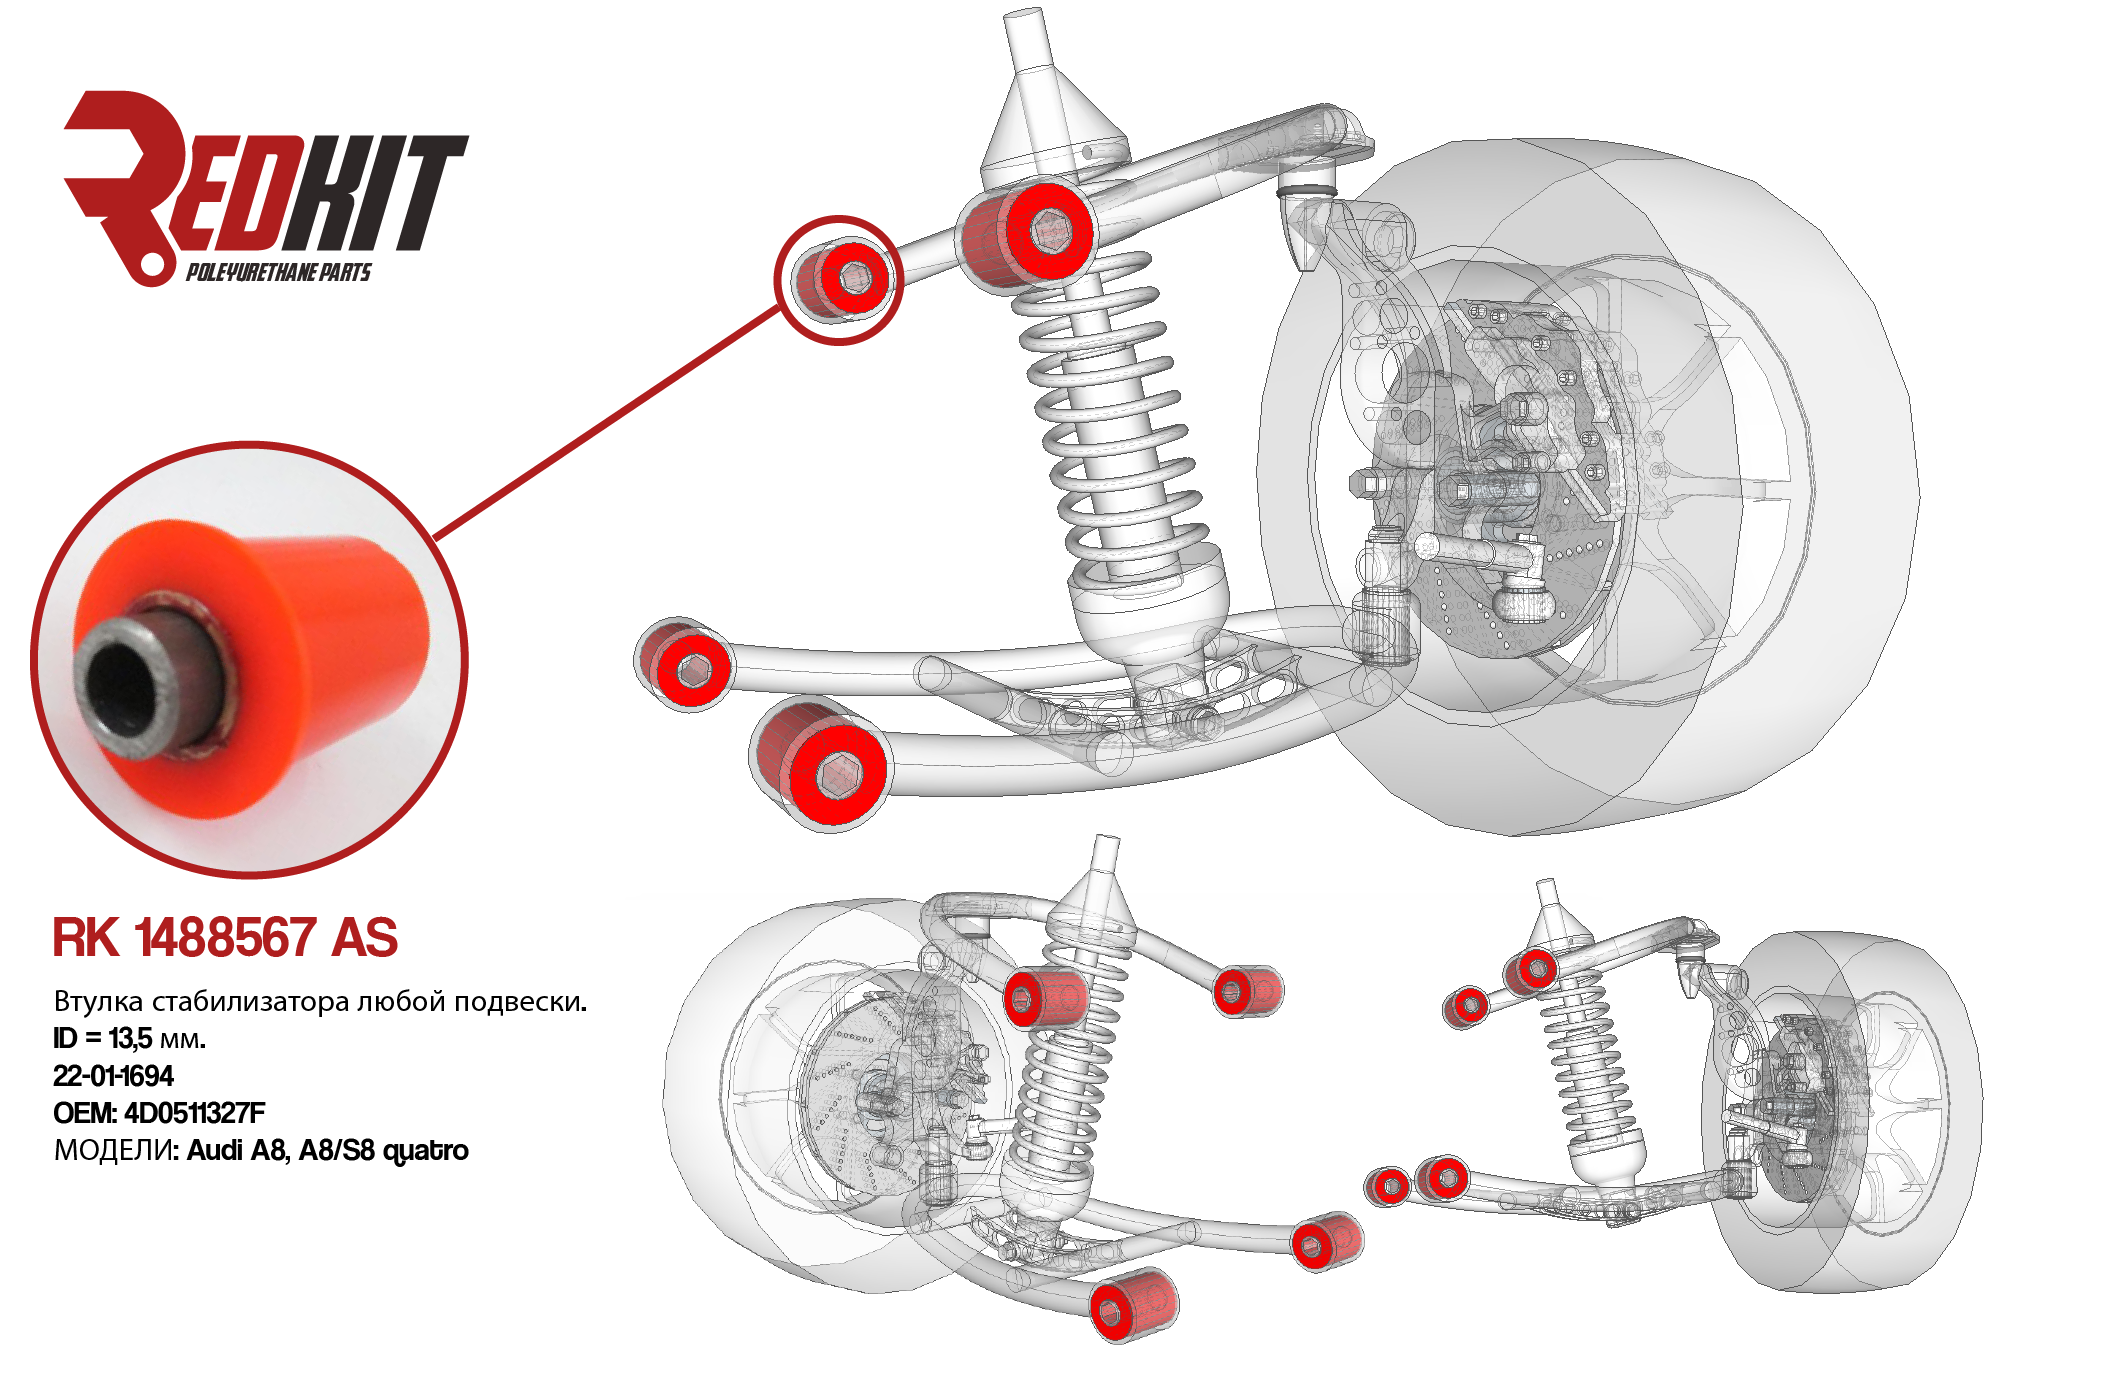 REDKIT
POLEYURETHANE PARTS
RK 1488567 AS
Втулка стабилизатора любой подвески.
ID = 13,5 мм.
22-01-1694
OEM: 4D0511327F
МОДЕЛИ: Audi A8, A8/S8 quatro